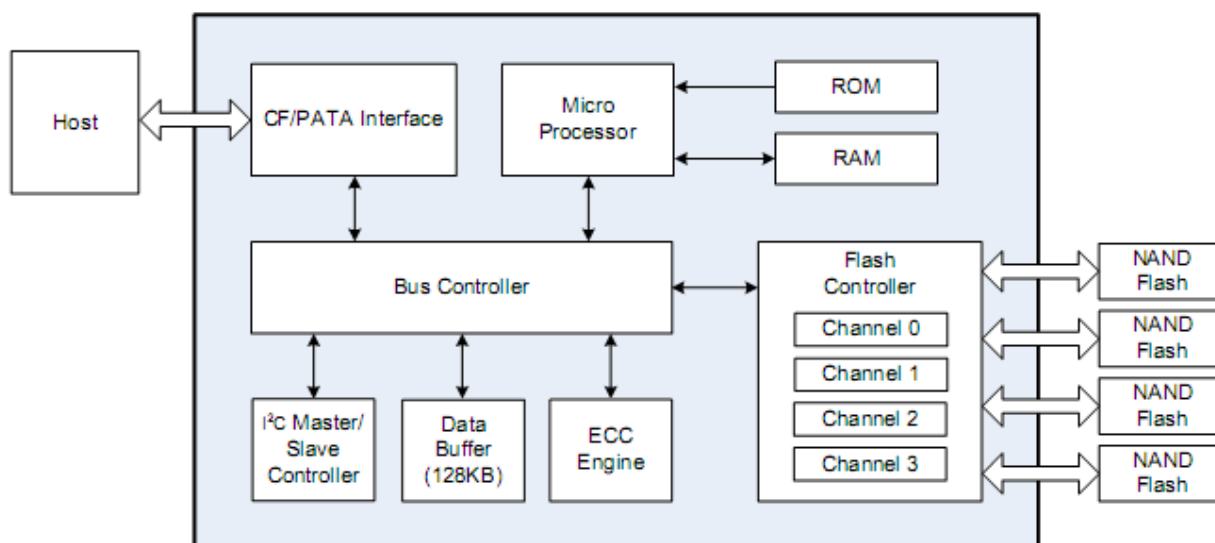 Host
CF/PATA Interface
Micro
Processor
ROM
RAM
Bus Controller
Flash
Controller
Channel 0
Channel 1
Channel 2
Channel 3
NAND
Flash
NAND
Flash
NAND
Flash
NAND
Flash
I²C Master/
Slave
Controller
Data
Buffer
(128KB)
ECC
Engine